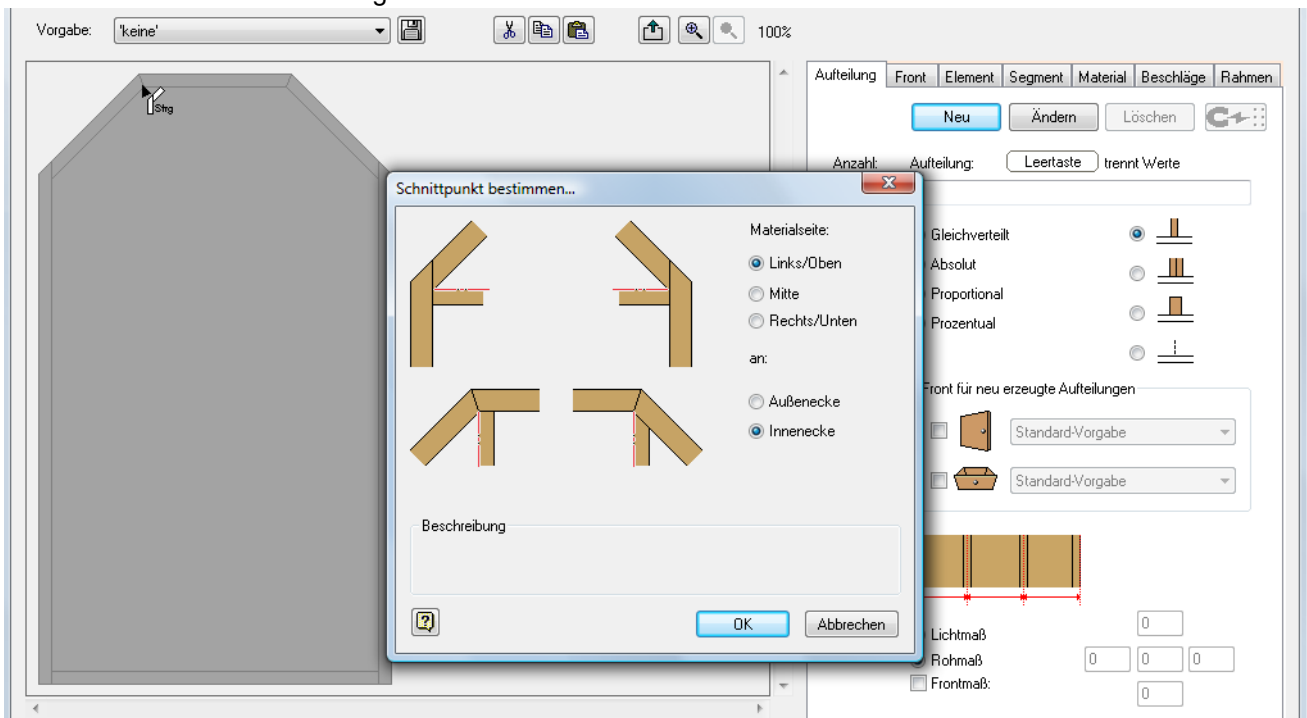 Vorgabe: 'keine' 100%
Strg
Aufteilung Front Element Segment Material Beschläge Rahmen
Neu Ändern Löschen
Anzahl: Aufteilung: Leertaste trennt Werte
Schnittpunkt bestimmen...
Materialseite:
Links/Oben
Mitte
Rechts/Unten
an:
Außenecke
Innenecke
Beschreibung
OK Abbrechen
Gleichverteilt
Absolut
Proportional
Prozentual
Front für neu erzeugte Aufteilungen
Standard-Vorgabe
Standard-Vorgabe
Lichtmaß 0
Rohmaß 0 0 0
Frontmaß: 0